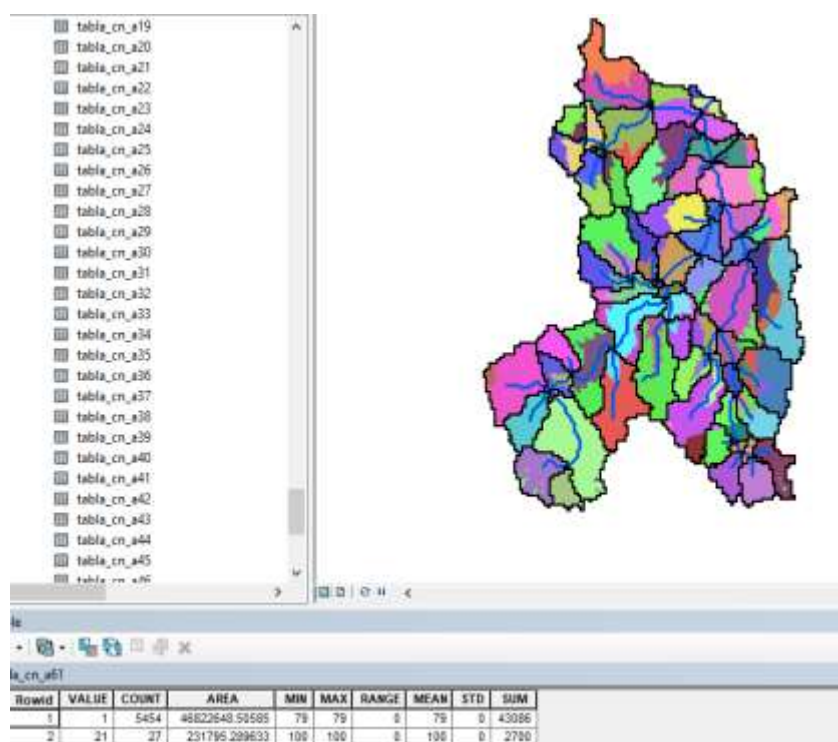 tabla_cn_a19
tabla_cn_a20
tabla_cn_a21
tabla_cn_a22
tabla_cn_a23
tabla_cn_a24
tabla_cn_a25
tabla_cn_a26
tabla_cn_a27
tabla_cn_a28
tabla_cn_a29
tabla_cn_a30
tabla_cn_a31
tabla_cn_a32
tabla_cn_a33
tabla_cn_a34
tabla_cn_a35
tabla_cn_a36
tabla_cn_a37
tabla_cn_a38
tabla_cn_a39
tabla_cn_a40
tabla_cn_a41
tabla_cn_a42
tabla_cn_a43
tabla_cn_a44
tabla_cn_a45
tabla_cn_a46
la_cn_a61
Rowid VALUE COUNT AREA MIN MAX RANGE MEAN STD SUM
1 1 5454 46822648.50585 79 79 0 79 0 43086
2 21 27 231795.289633 100 100 0 100 0 2700